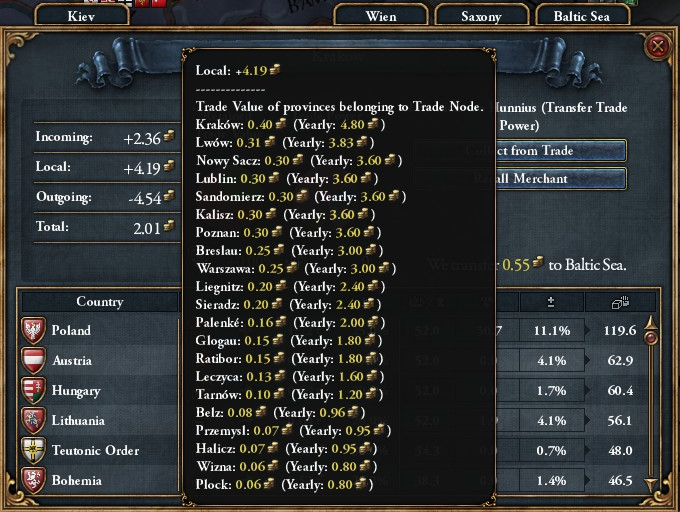 Kiev
Wien
Saxony
Baltic Sea
Local: +4.19
--------------
Trade Value of provinces belonging to Trade Node.
Kraków: 0.40 (Yearly: 4.80)
Lwów: 0.31 (Yearly: 3.83)
Nowy Sacz: 0.30 (Yearly: 3.60)
Lublin: 0.30 (Yearly: 3.60)
Sandomierz: 0.30 (Yearly: 3.60)
Kalisz: 0.30 (Yearly: 3.60)
Poznan: 0.30 (Yearly: 3.60)
Breslau: 0.25 (Yearly: 3.00)
Warszawa: 0.25 (Yearly: 3.00)
Liegnitz: 0.20 (Yearly: 2.40)
Sieradz: 0.20 (Yearly: 2.40)
Palenké: 0.16 (Yearly: 2.00)
Glogau: 0.15 (Yearly: 1.80)
Ratibor: 0.15 (Yearly: 1.80)
Leczyca: 0.13 (Yearly: 1.60)
Tarnów: 0.10 (Yearly: 1.20)
Belz: 0.08 (Yearly: 0.96)
Przemysl: 0.07 (Yearly: 0.95)
Halicz: 0.07 (Yearly: 0.95)
Wizna: 0.06 (Yearly: 0.80)
Plock: 0.06 (Yearly: 0.80)
Incoming: +2.36
Local: +4.19
Outgoing: -4.54
Total: 2.01
unnius (Transfer Trade
Power)
ct from Trade
all Merchant
We transfer 0.55 to Baltic Sea.
Country ±
Poland 11.1% 119.6
Austria 4.1% 62.9
Hungary 1.7% 60.4
Lithuania 4.1% 56.1
Teutonic Order 0.7% 48.0
Bohemia 1.4% 46.5